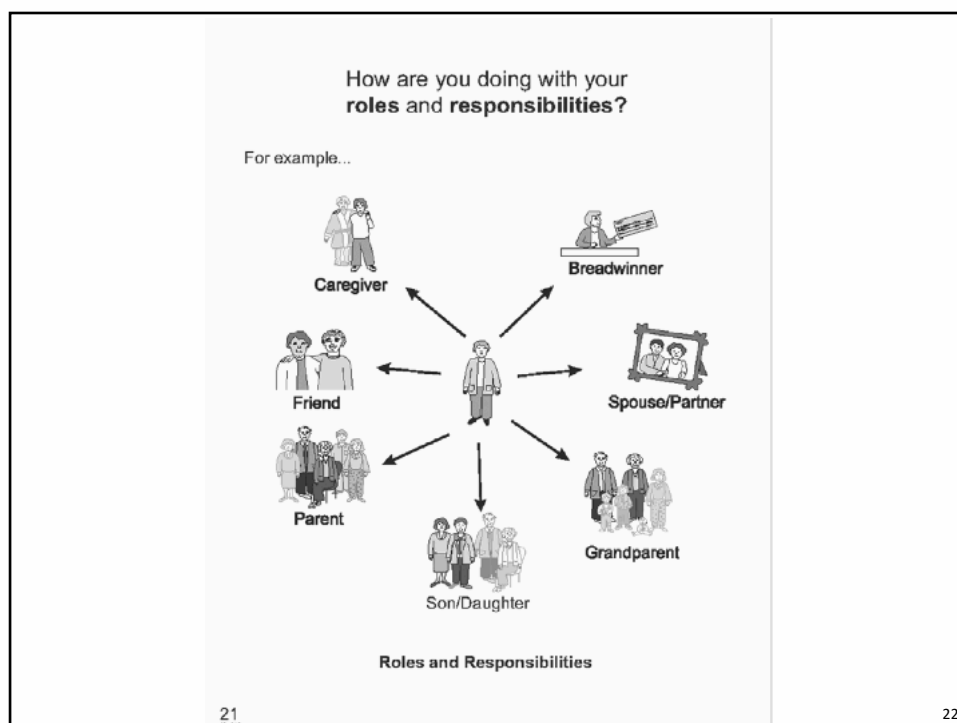 How are you doing with your
roles and responsibilities?
For example...
Caregiver
Breadwinner
Friend
Spouse/Partner
Parent
Grandparent
Son/Daughter
Roles and Responsibilities
21
22